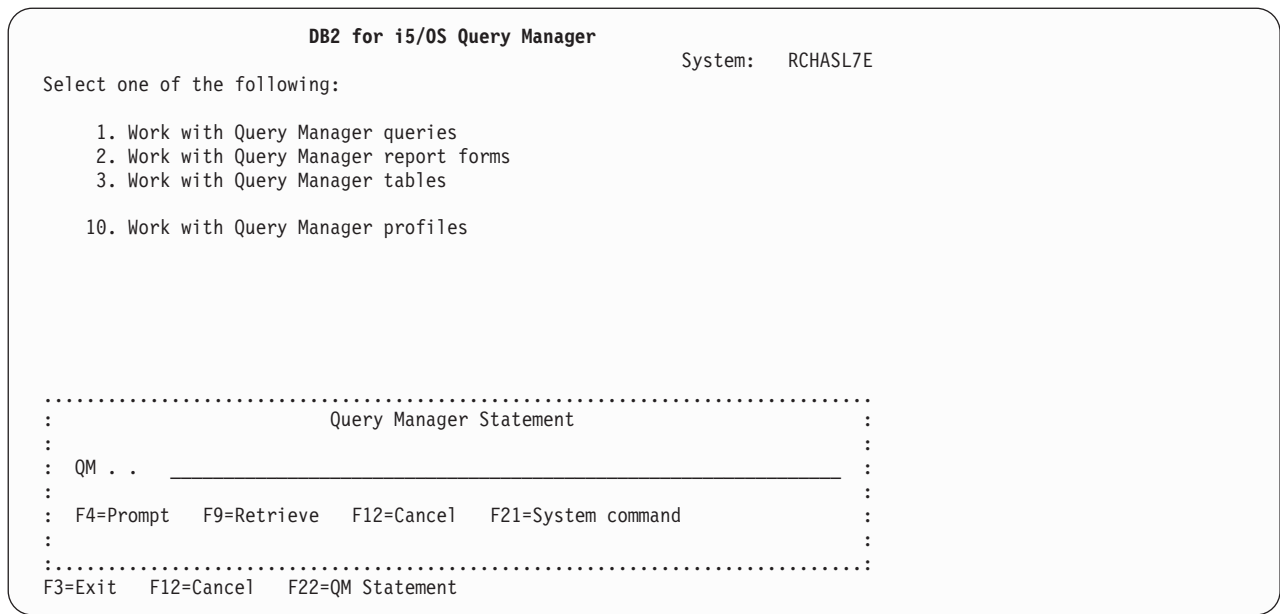 DB2 for i5/OS Query Manager
System: RCHASL7E
Select one of the following:
1. Work with Query Manager queries
2. Work with Query Manager report forms
3. Work with Query Manager tables
10. Work with Query Manager profiles
..............................................................................
: Query Manager Statement :
: :
: QM . . _______________________________________________________________ :
: :
: F4=Prompt F9=Retrieve F12=Cancel F21=System command :
: :
:............................................................................:
F3=Exit F12=Cancel F22=QM Statement